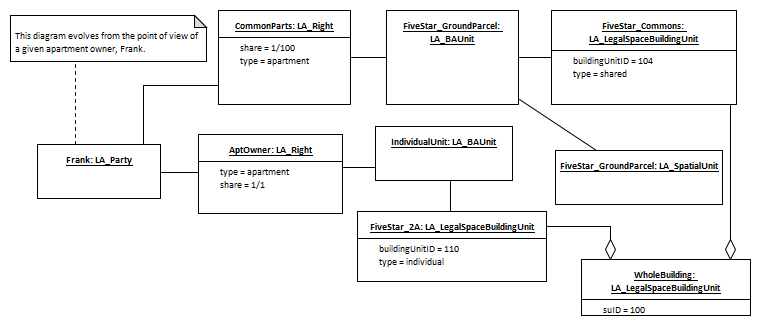 This diagram evolves from the point of view of
a given apartment owner, Frank.
CommonParts: LA_Right
share = 1/100
type = apartment
FiveStar_GroundParcel:
LA_BAUnit
FiveStar_Commons:
LA_LegalSpaceBuildingUnit
buildingUnitID = 104
type = shared
Frank: LA_Party
AptOwner: LA_Right
type = apartment
share = 1/1
IndividualUnit: LA_BAUnit
FiveStar_GroundParcel: LA_SpatialUnit
FiveStar_2A: LA_LegalSpaceBuildingUnit
buildingUnitID = 110
type = individual
WholeBuilding:
LA_LegalSpaceBuildingUnit
suID = 100